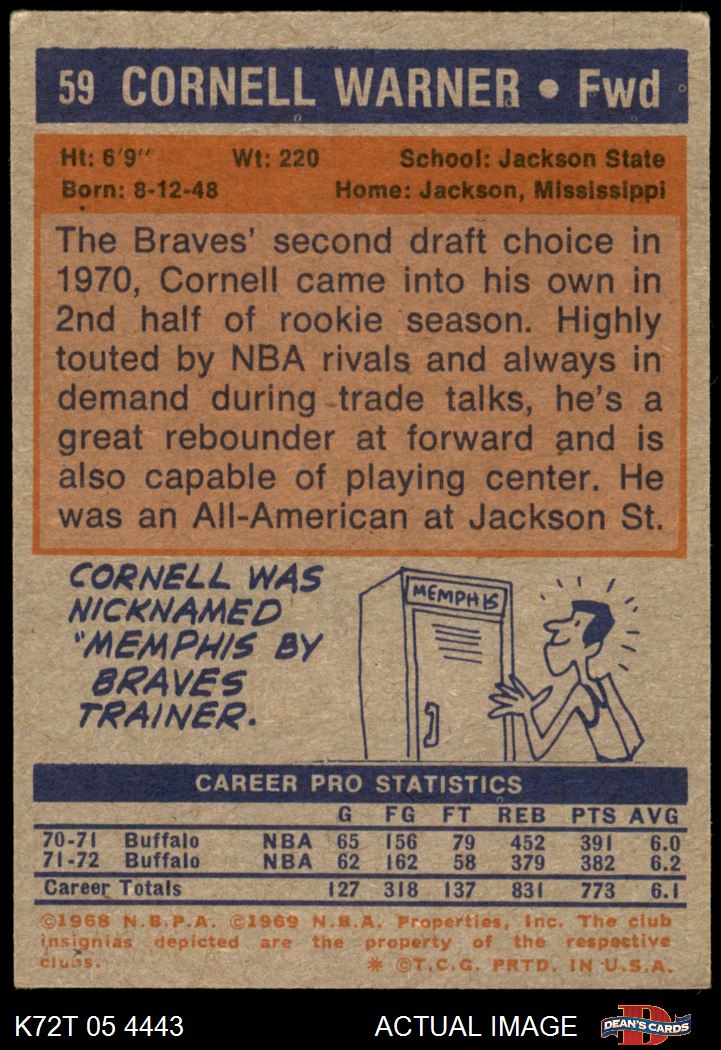 59 CORNELL WARNER • Fwd
Ht: 6'9" Wt: 220 School: Jackson State
Born: 8-12-48 Home: Jackson, Mississippi
The Braves' second draft choice in
1970, Cornell came into his own in
2nd half of rookie season. Highly
touted by NBA rivals and always in
demand during trade talks, he's a
great rebounder at forward and is
also capable of playing center. He
was an All-American at Jackson St.
CORNELL WAS
NICKNAMED
"MEMPHIS BY
BRAVES
TRAINER.
MEMPHIS
CAREER PRO STATISTICS
G FG FT REB PTS AVG
70-71 Buffalo NBA 65 156 79 452 391 6.0
71-72 Buffalo NBA 62 162 58 379 382 6.2
Career Totals 127 318 137 831 773 6.1
©1968 N.B.P.A. ©1969 N.B.A. Properties, Inc. The club
insignias depicted are the property of the respective
clubs. * ©T.C.G. PRTD. IN U.S.A.
K72T 05 4443 ACTUAL IMAGE DEAN'S CARDS